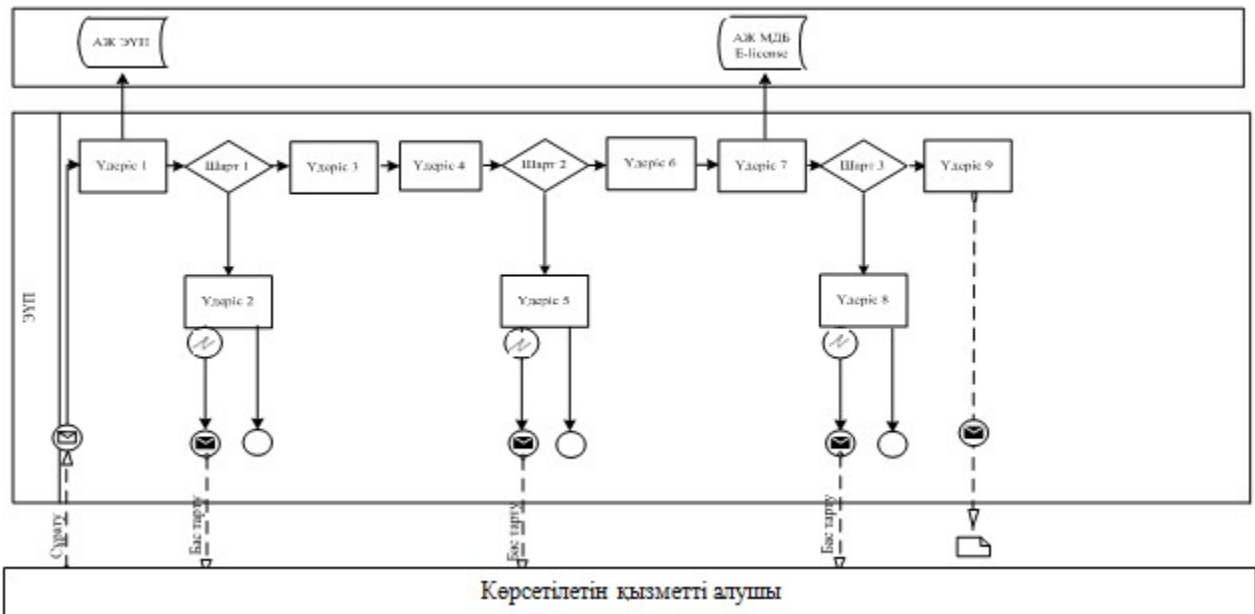 АЖ ЭҮП
АЖ МДБ
E-license
Үдеріс 1
Шарт 1
Үдеріс 3
Үдеріс 4
Шарт 2
Үдеріс 6
Үдеріс 7
Шарт 3
Үдеріс 9
Үдеріс 2
Үдеріс 5
Үдеріс 8
ЭҮП
Сұрату
Бас тарту
Бас тарту
Бас тарту
Көрсетілетін қызметті алушы